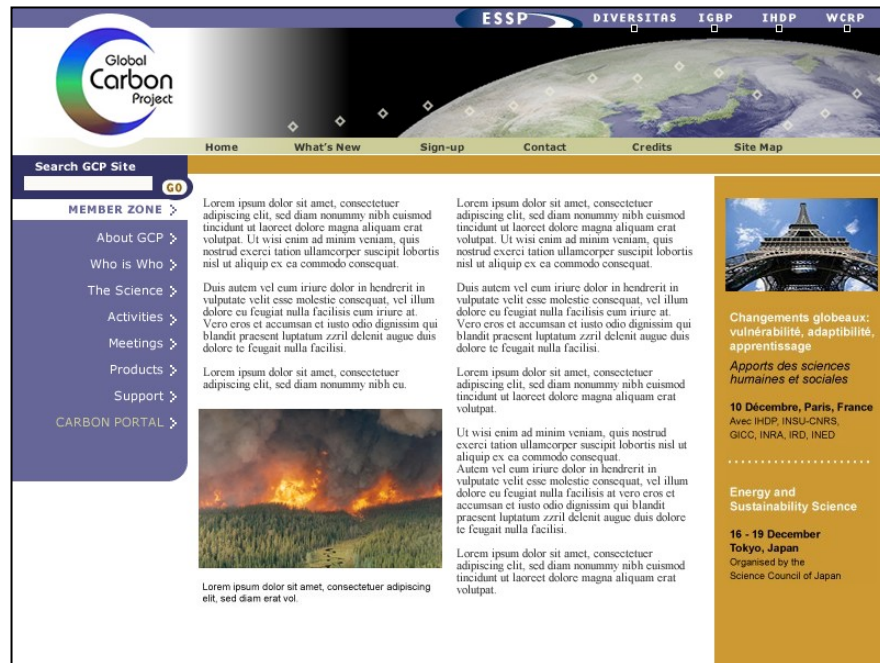 ESSP DIVERSITAS IGBP IHDP WCRP
Global
Carbon
Project
Home What's New Sign-up Contact Credits Site Map
Search GCP Site
GO
MEMBER ZONE
About GCP
Who is Who
The Science
Activities
Meetings
Products
Support
CARBON PORTAL
Lorem ipsum dolor sit amet, consectetuer
adipiscing elit, sed diam nonummy nibh euismod
tincidunt ut laoreet dolore magna aliquam erat
volutpat. Ut wisi enim ad minim veniam, quis
nostrud exerci tation ullamcorper suscipit lobortis
nisl ut aliquip ex ea commodo consequat.
Duis autem vel eum iriure dolor in hendrerit in
vulputate velit esse molestie consequat, vel illum
dolore eu feugiat nulla facilisis eum iriure at.
Vero eros et accumsan et iusto odio dignissim qui
blandit praesent luptatum zzril delenit augue duis
dolore te feugait nulla facilisi.
Lorem ipsum dolor sit amet, consectetuer
adipiscing elit, sed diam nonummy nibh eu.
Lorem ipsum dolor sit amet, consectetuer adipiscing
elit, sed diam erat vol.
Lorem ipsum dolor sit amet, consectetuer
adipiscing elit, sed diam nonummy nibh euismod
tincidunt ut laoreet dolore magna aliquam erat
volutpat. Ut wisi enim ad minim veniam, quis
nostrud exerci tation ullamcorper suscipit lobortis
nisl ut aliquip ex ea commodo consequat.
Duis autem vel eum iriure dolor in hendrerit in
vulputate velit esse molestie consequat, vel illum
dolore eu feugiat nulla facilisis eum iriure at.
Vero eros et accumsan et iusto odio dignissim qui
blandit praesent luptatum zzril delenit augue duis
dolore te feugait nulla facilisi.
Lorem ipsum dolor sit amet, consectetuer
adipiscing elit, sed diam nonummy nibh euismod
tincidunt ut laoreet dolore magna aliquam erat
volutpat.
Ut wisi enim ad minim veniam, quis nostrud
exerci tation ullamcorper suscipit lobortis nisl ut
aliquip ex ea commodo consequat.
Autem vel eum iriure dolor in hendrerit in
vulputate velit esse molestie consequat, vel illum
dolore eu feugiat nulla facilisis at vero eros et
accumsan et iusto odio dignissim qui blandit
praesent luptatum zzril delenit augue duis dolore
te feugait nulla facilisi.
Lorem ipsum dolor sit amet, consectetuer
adipiscing elit, sed diam nonummy nibh euismod
tincidunt ut laoreet dolore magna aliquam erat
volutpat.
Changements globeaux:
vulnérabilité, adaptibilité,
apprentissage
Apports des sciences
humaines et sociales
10 Décembre, Paris, France
Avec IHDP, INSU-CNRS,
GICC, INRA, IRD, INED
Energy and
Sustainability Science
16 - 19 December
Tokyo, Japan
Organised by the
Science Council of Japan